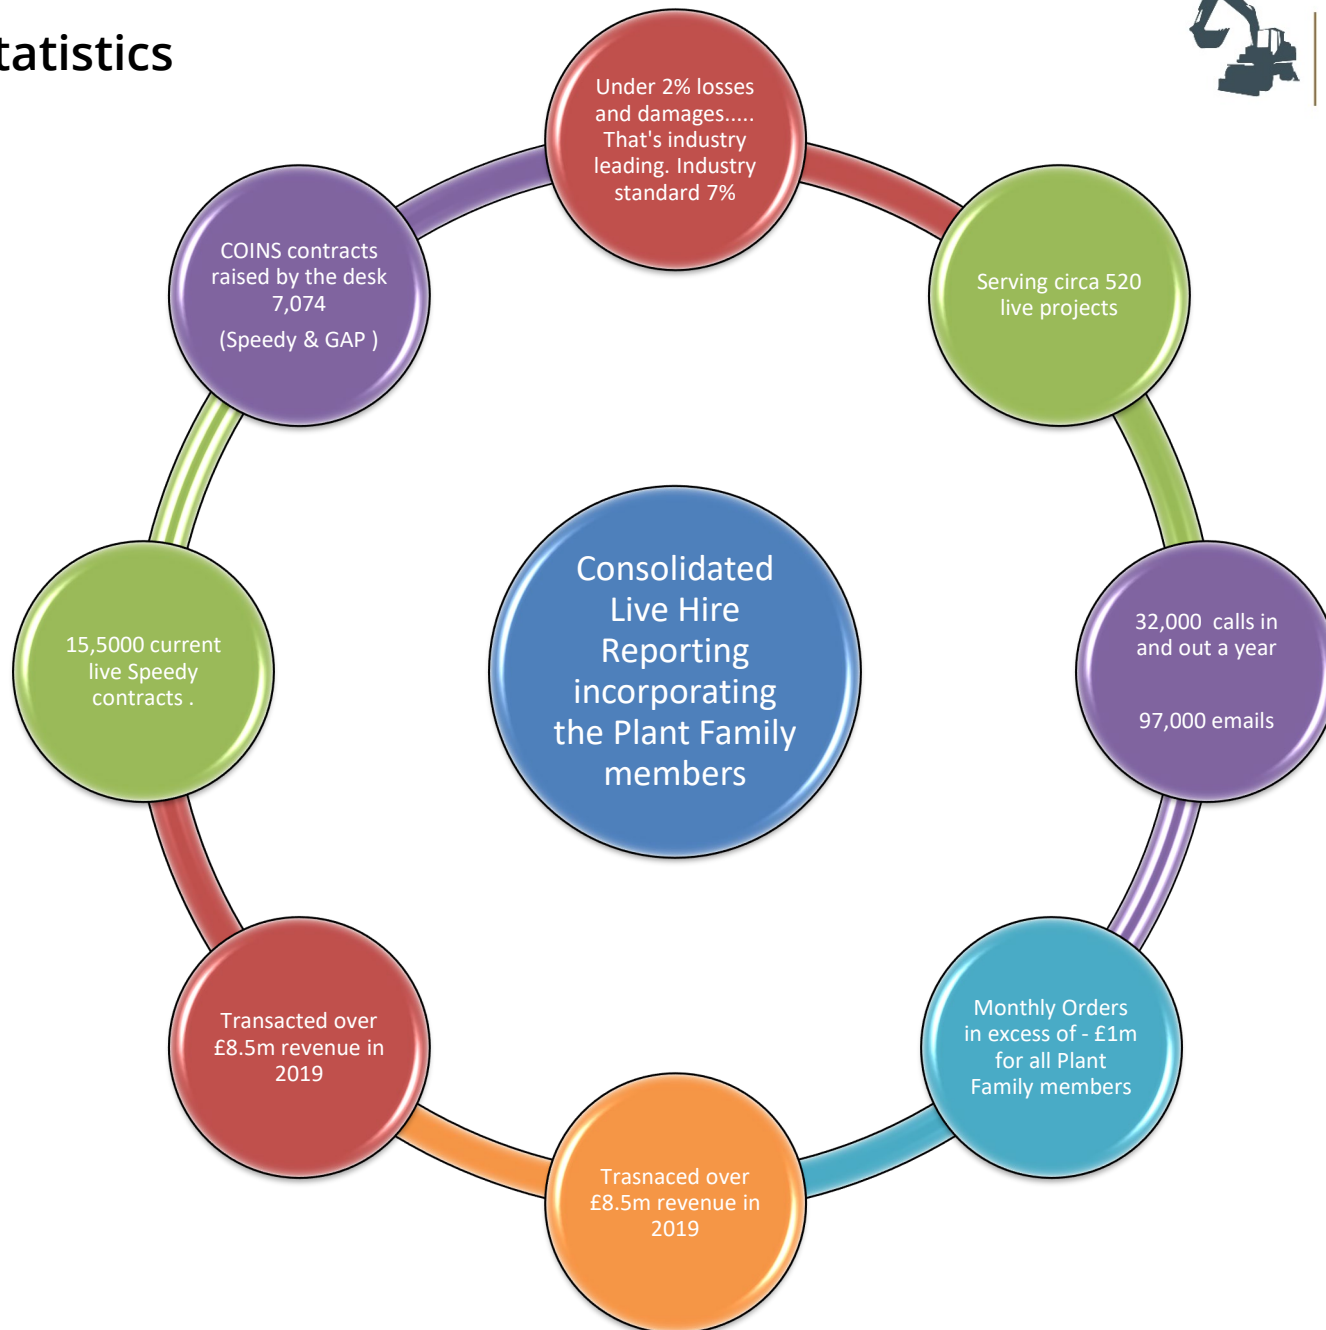 tatistics
Under 2% losses
and damages.....
That's industry
leading. Industry
standard 7%
Serving circa 520
live projects
32,000  calls in
and out a year
97,000 emails
Monthly Orders
in excess of - £1m
for all Plant
Family members
Trasnaced over
£8.5m revenue in
2019
Transacted over
£8.5m revenue in
2019
15,5000 current
live Speedy
contracts .
COINS contracts
raised by the desk
7,074
(Speedy & GAP )
Consolidated
Live Hire
Reporting
incorporating
the Plant Family
members